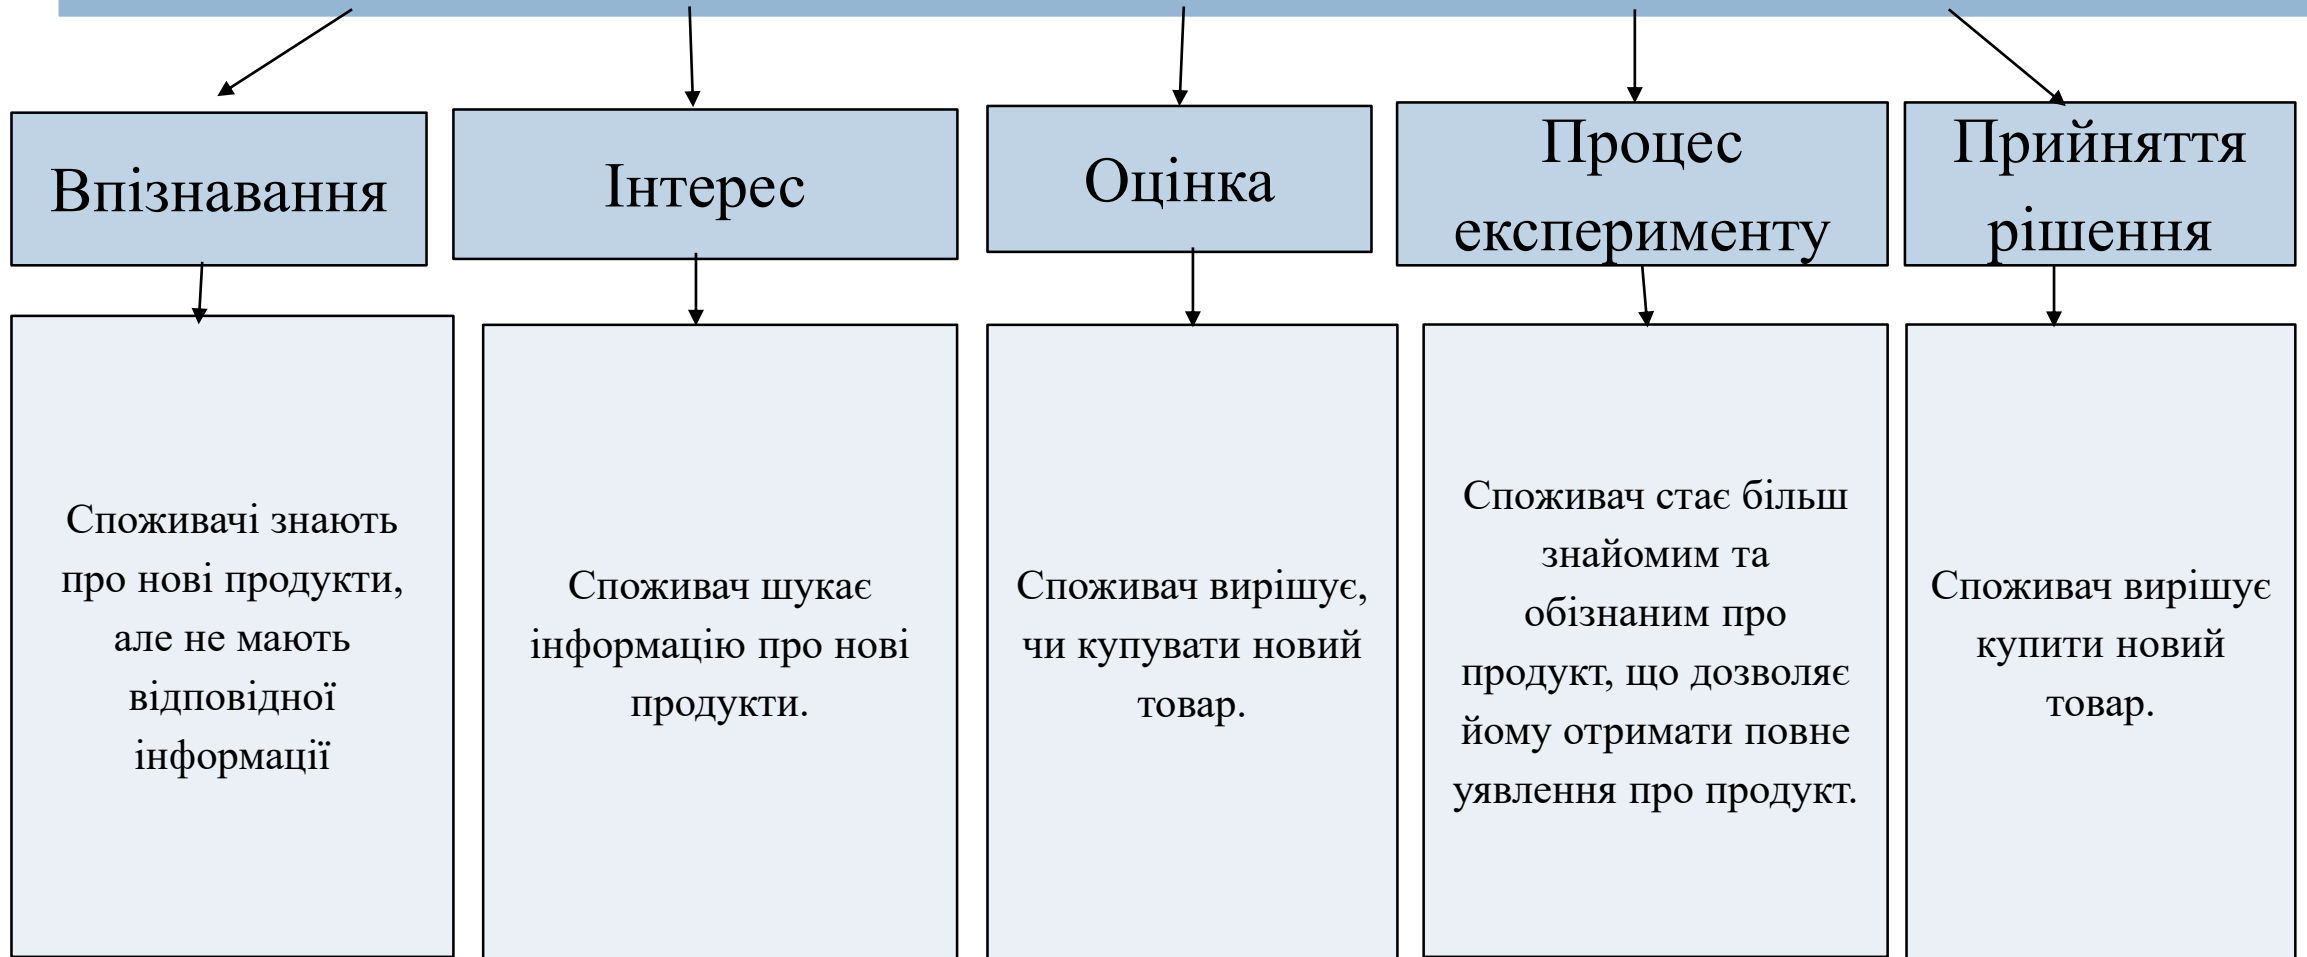 Впізнавання
Інтерес
Оцінка
Процес
експерименту
Прийняття
рішення
Споживачі знають
про нові продукти,
але не мають
відповідної
інформації
Споживач шукає
інформацію про нові
продукти.
Споживач вирішує,
чи купувати новий
товар.
Споживач стає більш
знайомим та
обізнаним про
продукт, що дозволяє
йому отримати повне
уявлення про продукт.
Споживач вирішує
купити новий
товар.